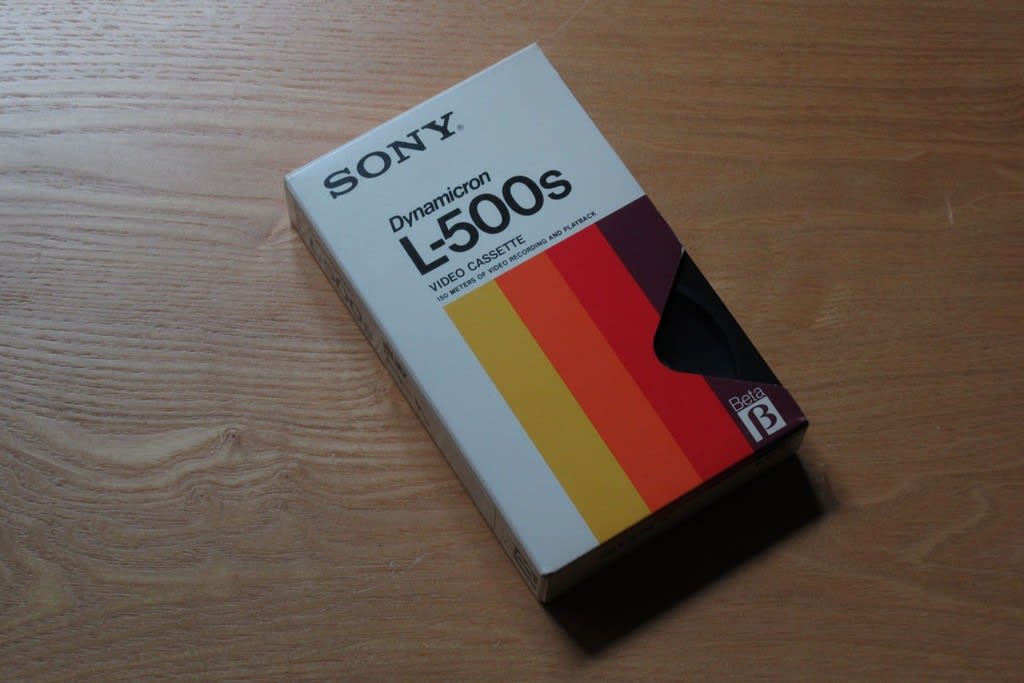 SONY®
Dynamicron
L-500s
VIDEO CASSETTE
150 METERS OF VIDEO RECORDING AND PLAYBACK
Beta
β